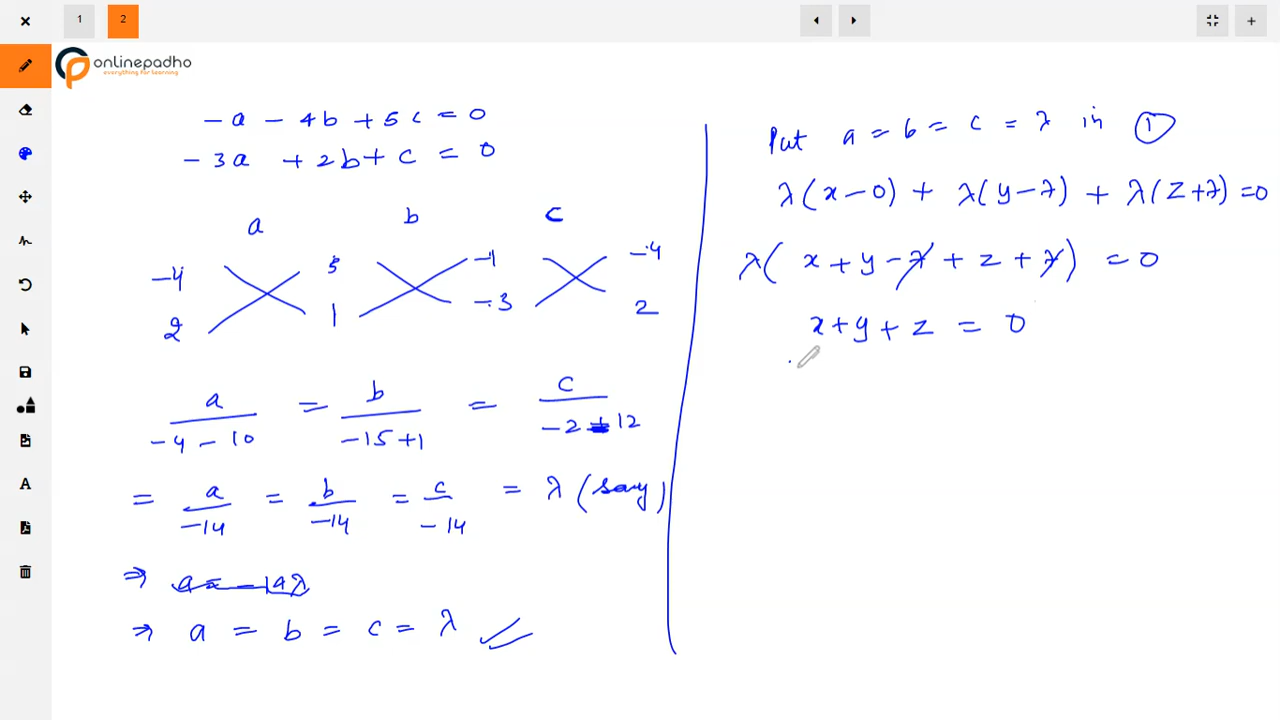 1 2
onlinepadho
everything for learning
-a - 4b + 5c = 0
-3a + 2b + c = 0
a b c
-4 5 -1 -4
2 1 -3 2
a/(-4-10) = b/(-15+1) = c/(-2-12)
= a/-14 = b/-14 = c/-14 = λ (say)
⇒ a = -14λ
⇒ a = b = c = λ
Put a = b = c = λ in ①
λ(x-0) + λ(y-7) + λ(z+7) = 0
λ( x + y - 7 + z + 7) = 0
x + y + z = 0
A